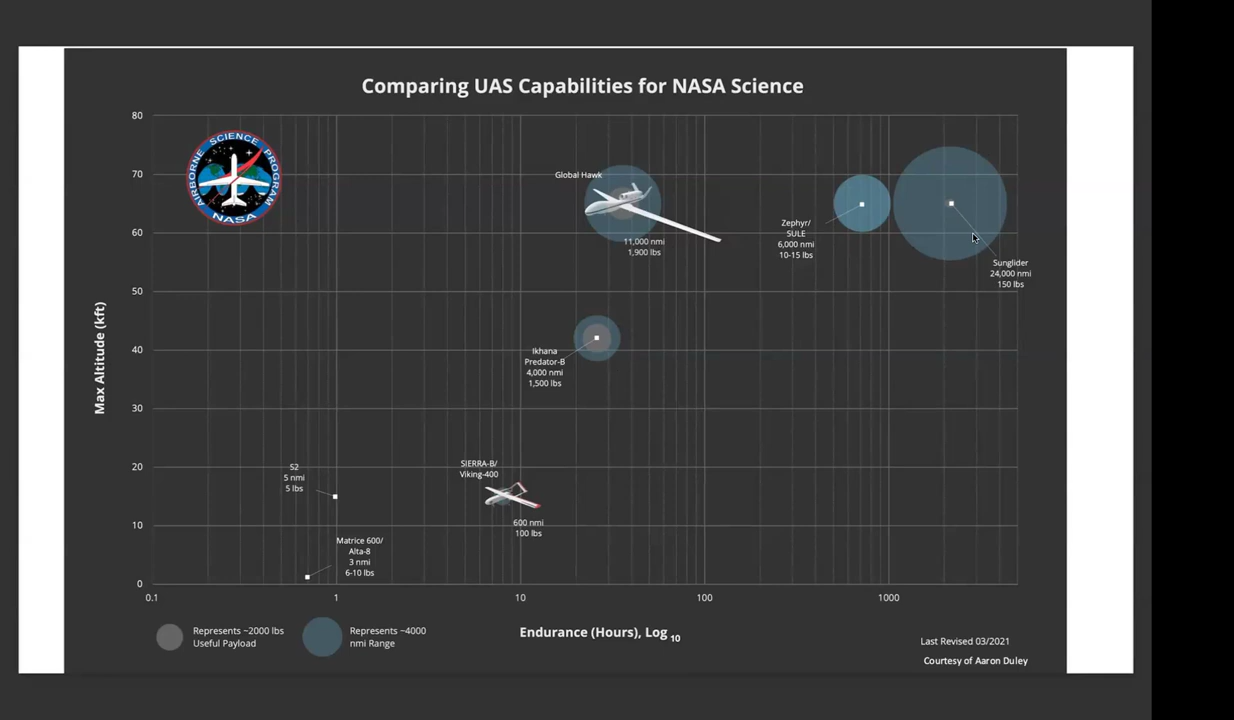 Comparing UAS Capabilities for NASA Science
80
70
60
50
40
30
20
10
0
Max Altitude (kft)
AIRBORNE SCIENCE PROGRAM
NASA
Global Hawk
11,000 nmi
1,900 lbs
Zephyr/
SULE
6,000 nmi
10-15 lbs
Sunglider
24,000 nmi
150 lbs
Ikhana
Predator-B
4,000 nmi
1,500 lbs
S2
5 nmi
5 lbs
SIERRA-B/
Viking-400
600 nmi
100 lbs
Matrice 600/
Alta-8
3 nmi
6-10 lbs
0.1
1
10
100
1000
Endurance (Hours), Log 10
Represents ~2000 lbs
Useful Payload
Represents ~4000
nmi Range
Last Revised 03/2021
Courtesy of Aaron Duley